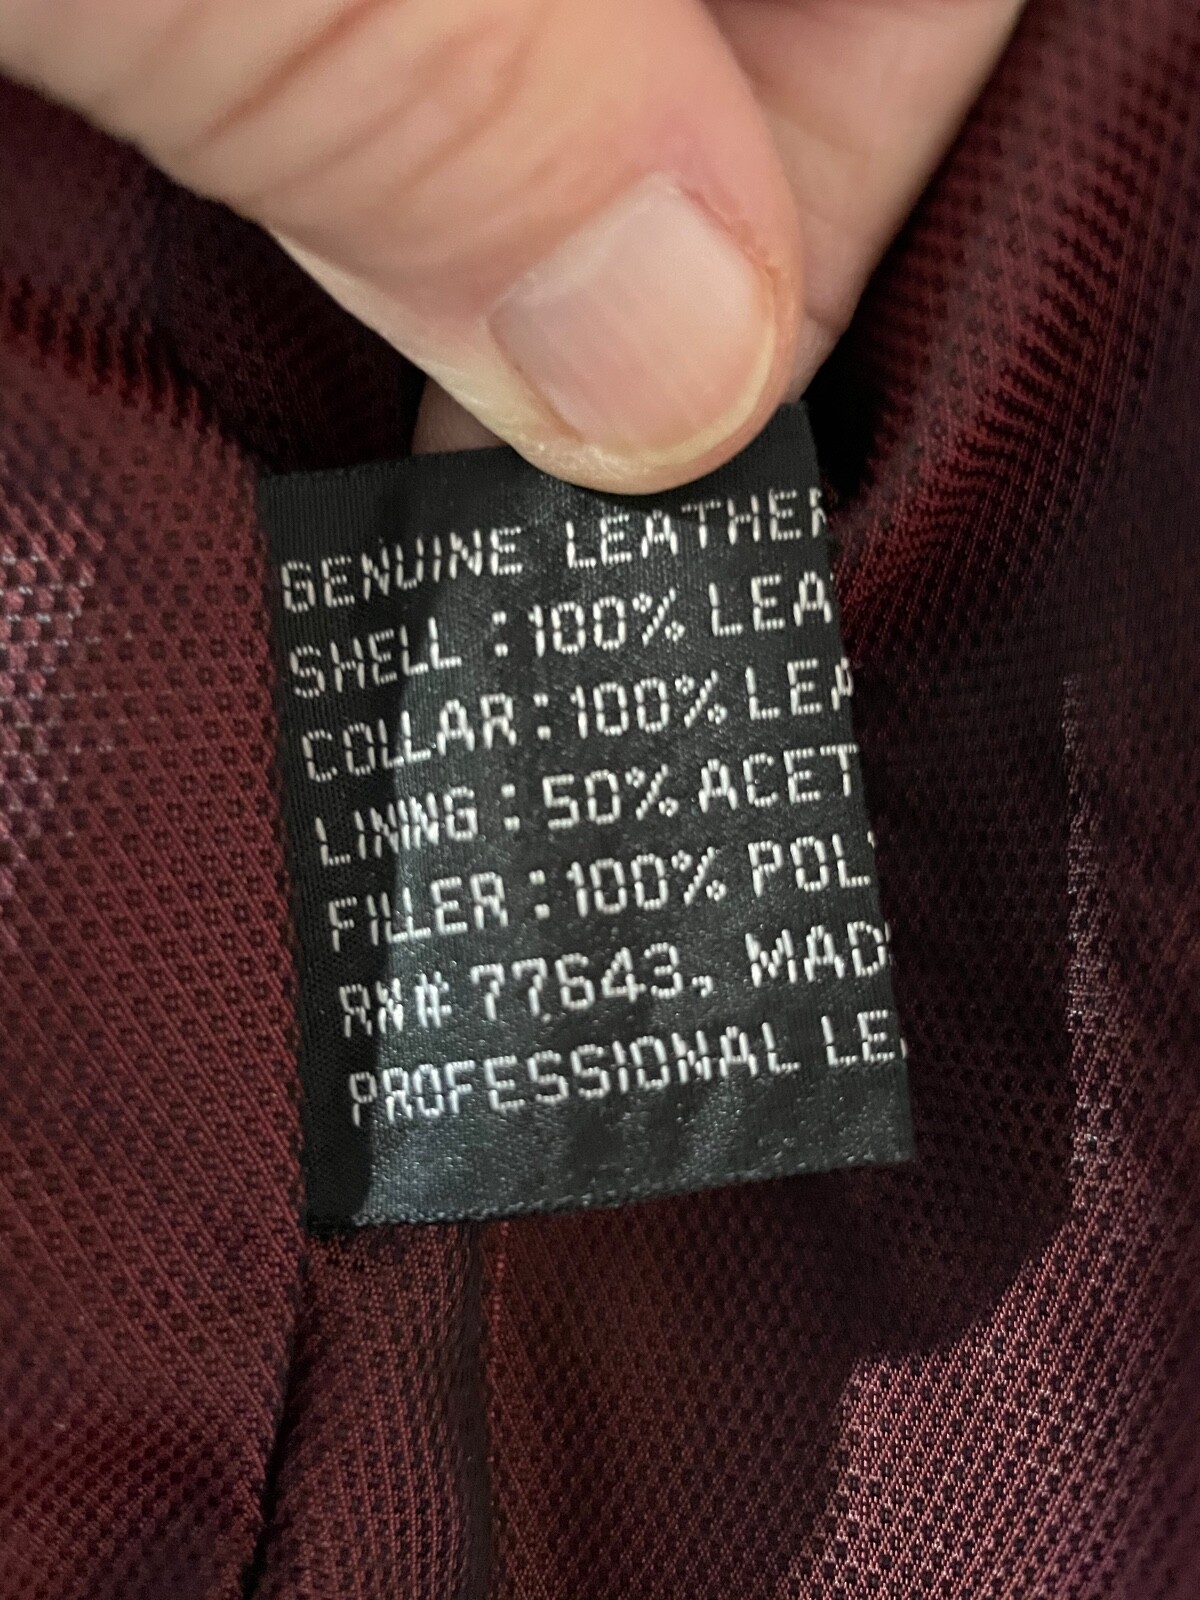 GENUINE LEATHER
SHELL : 100% LEA
COLLAR : 100% LEA
LINING : 50% ACET
FILLER : 100% POL
RN# 77643, MAD
PROFESSIONAL LE